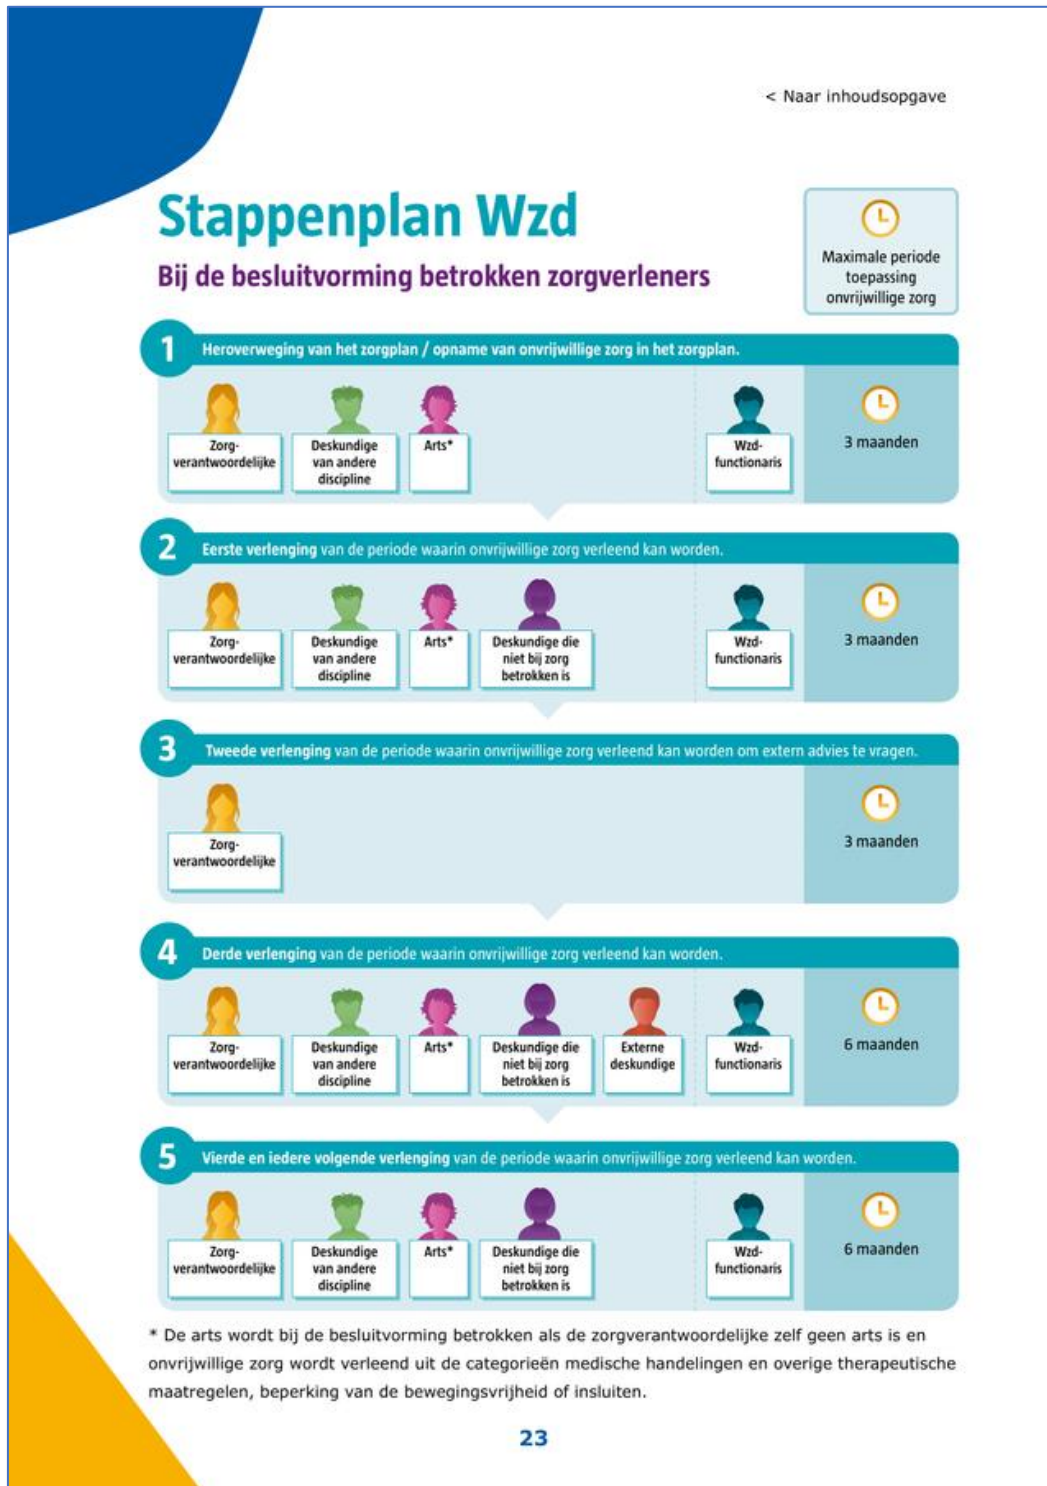 < Naar inhoudsopgave
Stappenplan Wzd
Bij de besluitvorming betrokken zorgverleners
Maximale periode
toepassing
onvrijwillige zorg
1
Heroverweging van het zorgplan / opname van onvrijwillige zorg in het zorgplan.
Zorg-
verantwoordelijke
Deskundige
van andere
discipline
Arts*
Wzd-
functionaris
3 maanden
2
Eerste verlenging van de periode waarin onvrijwillige zorg verleend kan worden.
Zorg-
verantwoordelijke
Deskundige
van andere
discipline
Arts*
Deskundige die
niet bij zorg
betrokken is
Wzd-
functionaris
3 maanden
3
Tweede verlenging van de periode waarin onvrijwillige zorg verleend kan worden om extern advies te vragen.
Zorg-
verantwoordelijke
3 maanden
4
Derde verlenging van de periode waarin onvrijwillige zorg verleend kan worden.
Zorg-
verantwoordelijke
Deskundige
van andere
discipline
Arts*
Deskundige die
niet bij zorg
betrokken is
Externe
deskundige
Wzd-
functionaris
6 maanden
5
Vierde en iedere volgende verlenging van de periode waarin onvrijwillige zorg verleend kan worden.
Zorg-
verantwoordelijke
Deskundige
van andere
discipline
Arts*
Deskundige die
niet bij zorg
betrokken is
Wzd-
functionaris
6 maanden
* De arts wordt bij de besluitvorming betrokken als de zorgverantwoordelijke zelf geen arts is en
onvrijwillige zorg wordt verleend uit de categorieën medische handelingen en overige therapeutische
maatregelen, beperking van de bewegingsvrijheid of insluiten.
23